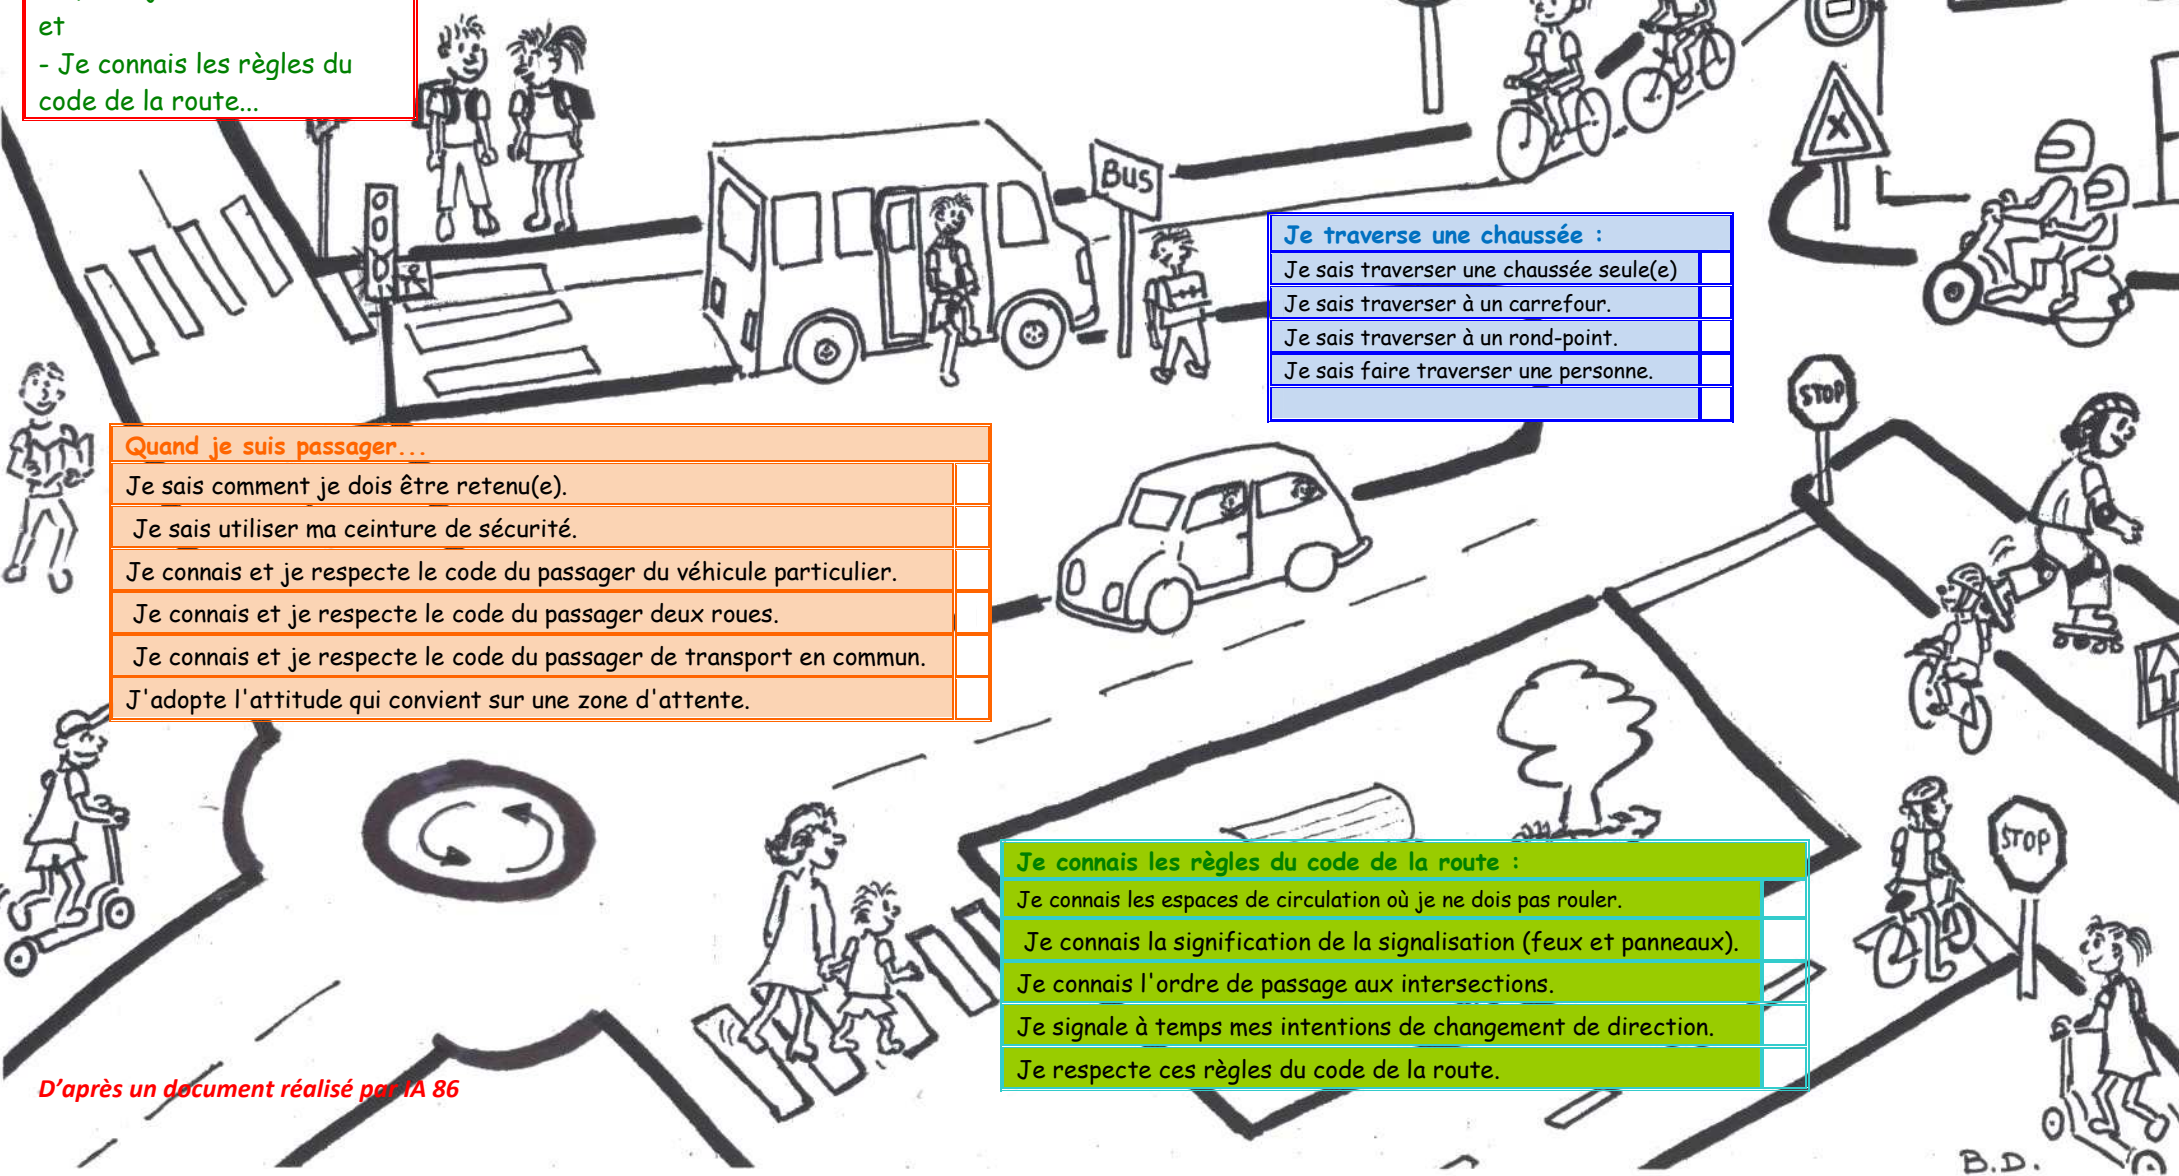 et
- Je connais les règles du
code de la route...
Bus
Je traverse une chaussée :
Je sais traverser une chaussée seule(e)
Je sais traverser à un carrefour.
Je sais traverser à un rond-point.
Je sais faire traverser une personne.
STOP
Quand je suis passager...
Je sais comment je dois être retenu(e).
Je sais utiliser ma ceinture de sécurité.
Je connais et je respecte le code du passager du véhicule particulier.
Je connais et je respecte le code du passager deux roues.
Je connais et je respecte le code du passager de transport en commun.
J'adopte l'attitude qui convient sur une zone d'attente.
STOP
Je connais les règles du code de la route :
Je connais les espaces de circulation où je ne dois pas rouler.
Je connais la signification de la signalisation (feux et panneaux).
Je connais l'ordre de passage aux intersections.
Je signale à temps mes intentions de changement de direction.
Je respecte ces règles du code de la route.
D'après un document réalisé par IA 86
B.D.